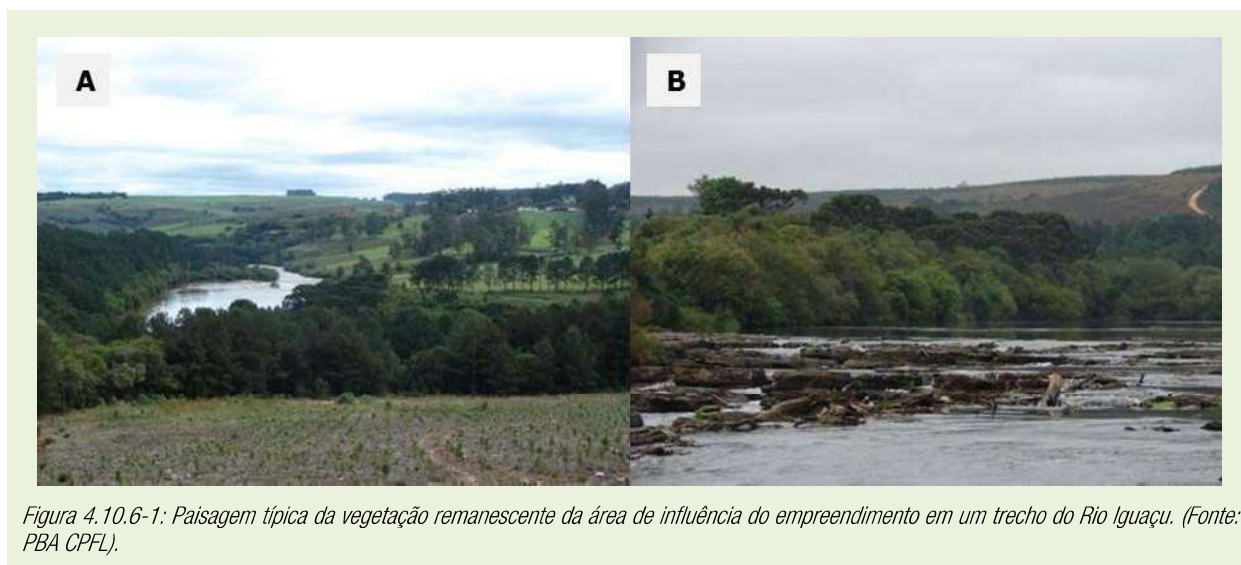 A
B
Figura 4.10.6-1: Paisagem típica da vegetação remanescente da área de influência do empreendimento em um trecho do Rio Iguaçu. (Fonte:
PBA CPFL).